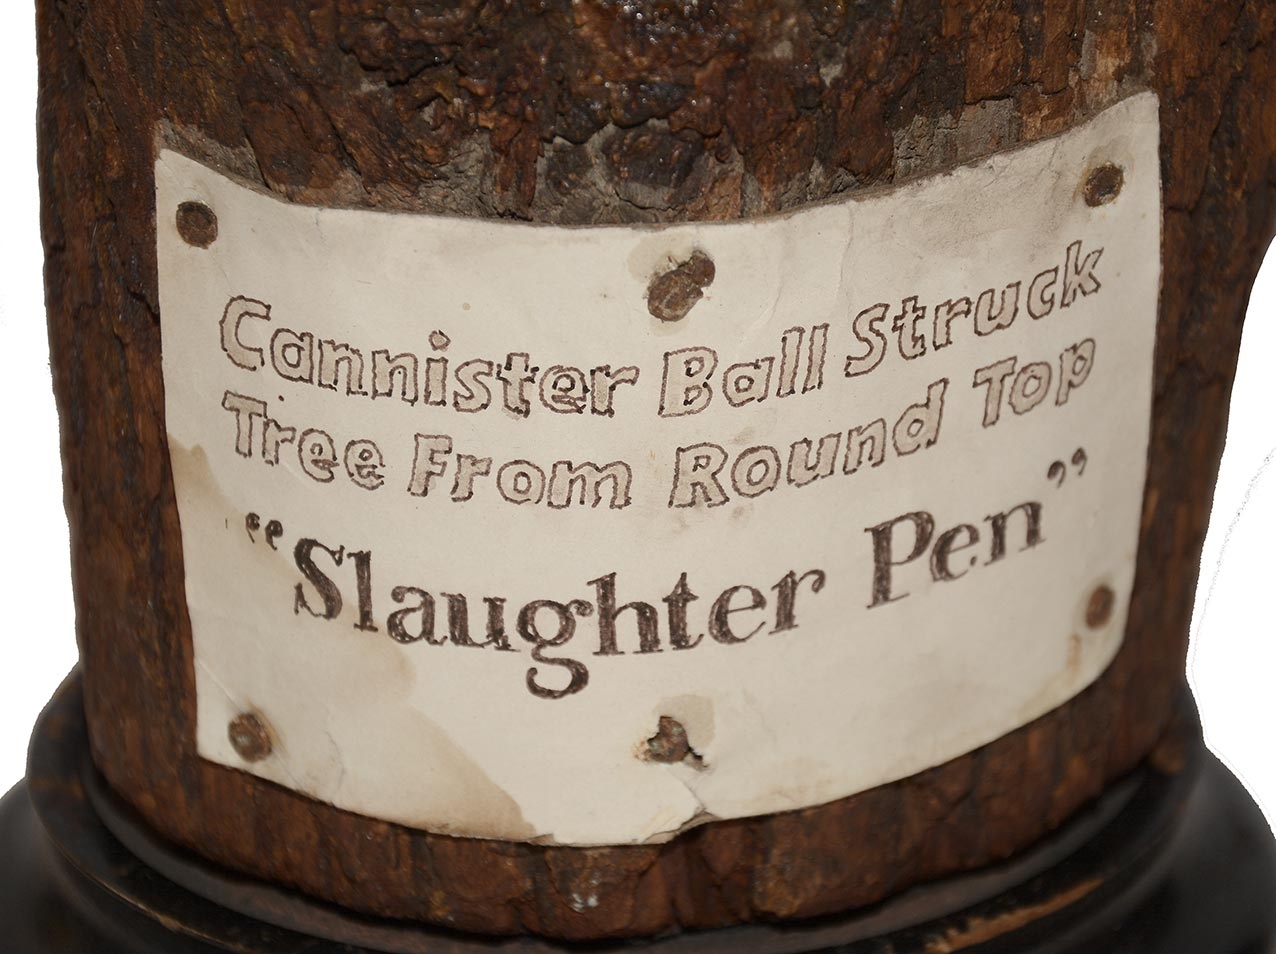 Cannister Ball Struck
Tree From Round Top
“Slaughter Pen”